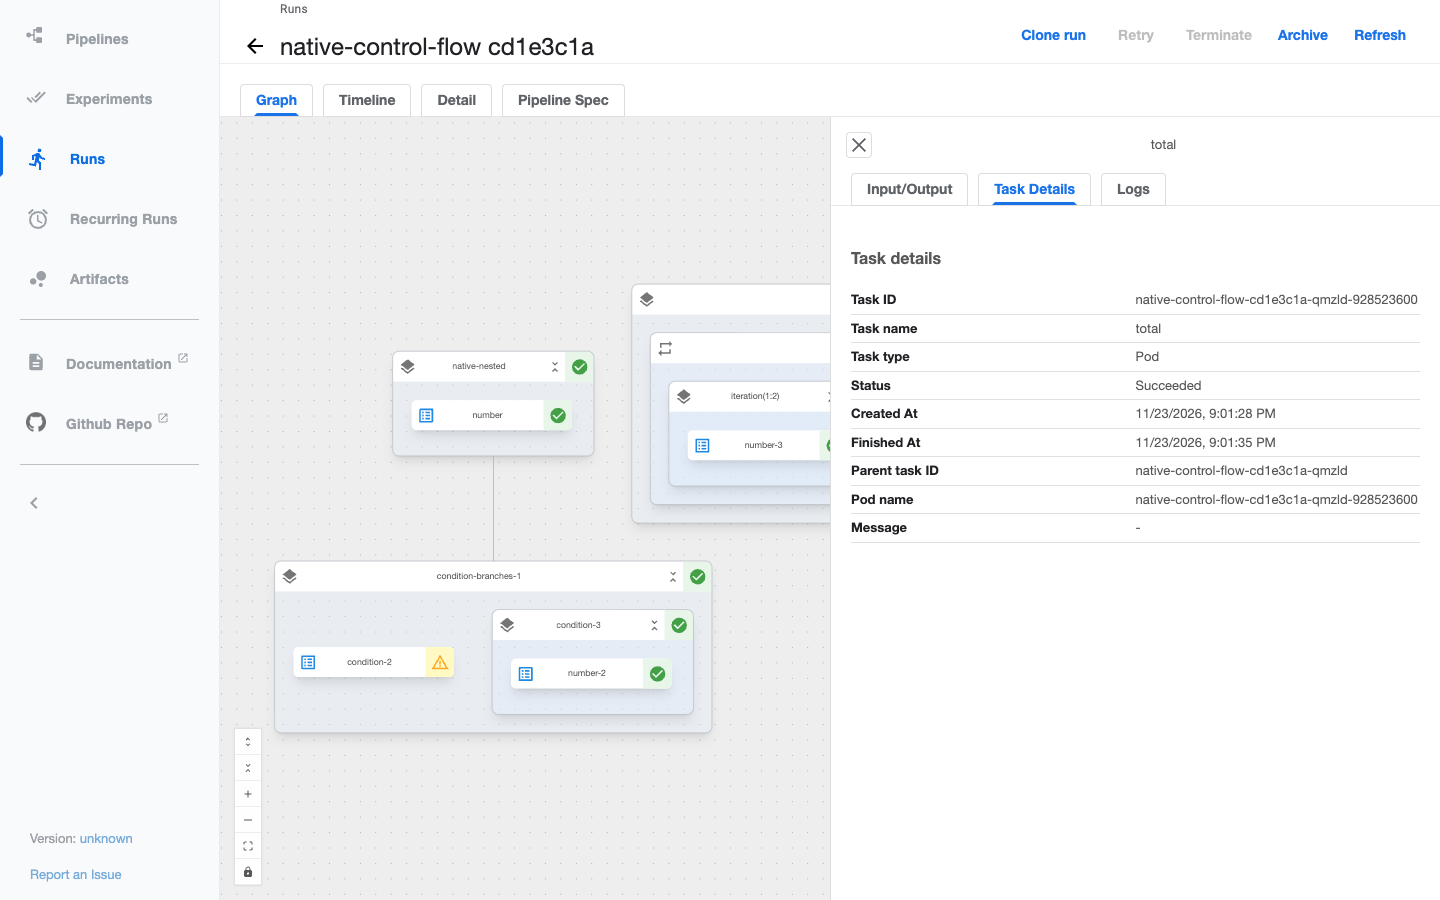 Pipelines
Experiments
Runs
Recurring Runs
Artifacts
Documentation
Github Repo
Version: unknown
Report an Issue
Runs
native-control-flow cd1e3c1a
Clone run
Retry
Terminate
Archive
Refresh
Graph
Timeline
Detail
Pipeline Spec
native-nested
number
iteration(1:2)
number-3
condition-branches-1
condition-3
condition-2
number-2
total
Input/Output
Task Details
Logs
Task details
Task ID native-control-flow-cd1e3c1a-qmzld-928523600
Task name total
Task type Pod
Status Succeeded
Created At 11/23/2026, 9:01:28 PM
Finished At 11/23/2026, 9:01:35 PM
Parent task ID native-control-flow-cd1e3c1a-qmzld
Pod name native-control-flow-cd1e3c1a-qmzld-928523600
Message -